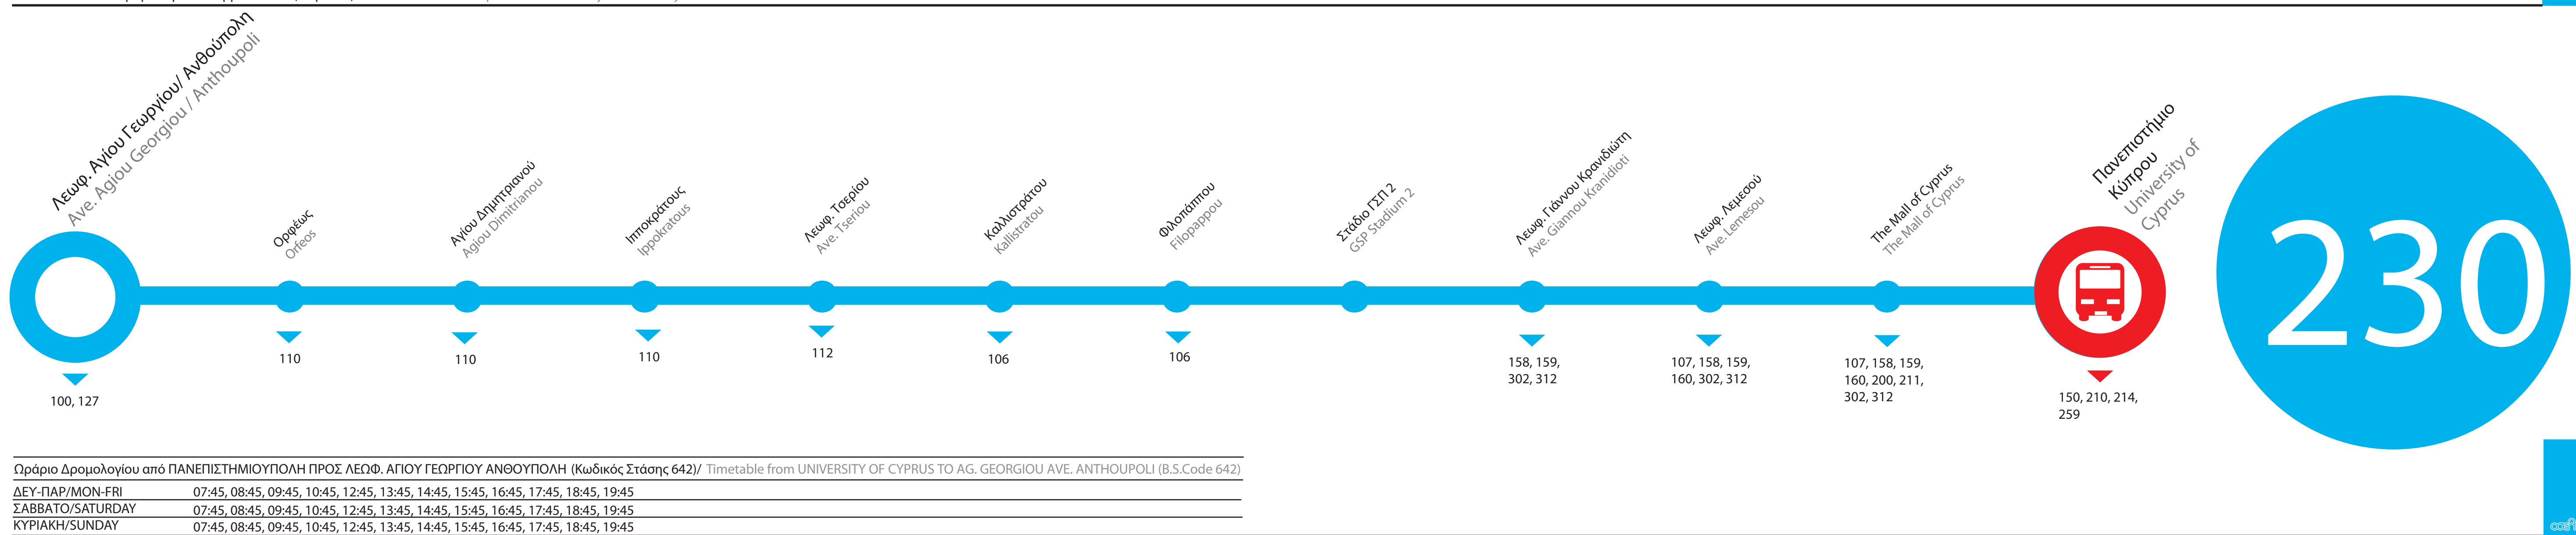 Λεωφ. Αγίου Γεωργίου/ Ανθούπολη
Ave. Agiou Georgiou / Anthoupoli
100, 127
Ορφέως
Orfeos
110
Αγίου Δημητριανού
Agiou Dimitrianou
110
Ιπποκράτους
Ippokratous
110
Λεωφ. Τσερίου
Ave. Tseriou
112
Καλλιστράτου
Kallistratou
106
Φιλοπάππου
Filopappou
106
Στάδιο ΓΣΠ 2
GSP Stadium 2
Λεωφ. Γιάννου Κρανιδιώτη
Ave. Giannou Kranidioti
158, 159,
302, 312
Λεωφ. Λεμεσού
Ave. Lemesou
107, 158, 159,
160, 302, 312
The Mall of Cyprus
The Mall of Cyprus
107, 158, 159,
160, 200, 211,
302, 312
Πανεπιστήμιο
Κύπρου
University of
Cyprus
150, 210, 214,
259
230
Ωράριο Δρομολογίου από ΠΑΝΕΠΙΣΤΗΜΙΟΥΠΟΛΗ ΠΡΟΣ ΛΕΩΦ. ΑΓΙΟΥ ΓΕΩΡΓΙΟΥ ΑΝΘΟΥΠΟΛΗ (Κωδικός Στάσης 642)/ Timetable from UNIVERSITY OF CYPRUS TO AG. GEORGIOU AVE. ANTHOUPOLI (B.S.Code 642)
ΔΕΥ-ΠΑΡ/MON-FRI 07:45, 08:45, 09:45, 10:45, 12:45, 13:45, 14:45, 15:45, 16:45, 17:45, 18:45, 19:45
ΣΑΒΒΑΤΟ/SATURDAY 07:45, 08:45, 09:45, 10:45, 12:45, 13:45, 14:45, 15:45, 16:45, 17:45, 18:45, 19:45
ΚΥΡΙΑΚΗ/SUNDAY 07:45, 08:45, 09:45, 10:45, 12:45, 13:45, 14:45, 15:45, 16:45, 17:45, 18:45, 19:45